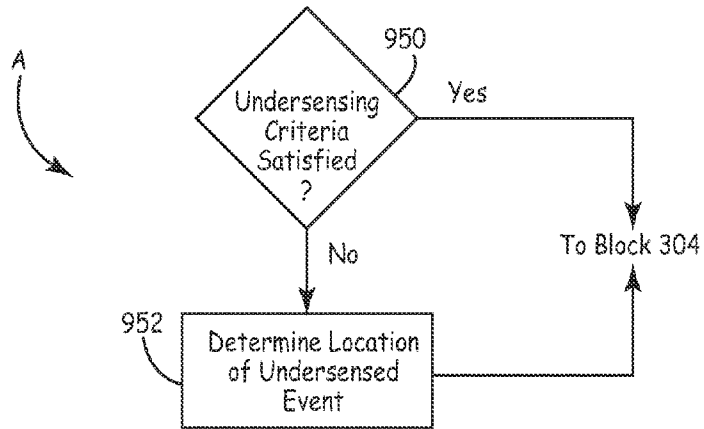 A
950
Undersensing
Criteria
Satisfied
?
Yes
To Block 304
No
952
Determine Location
of Undersensed
Event